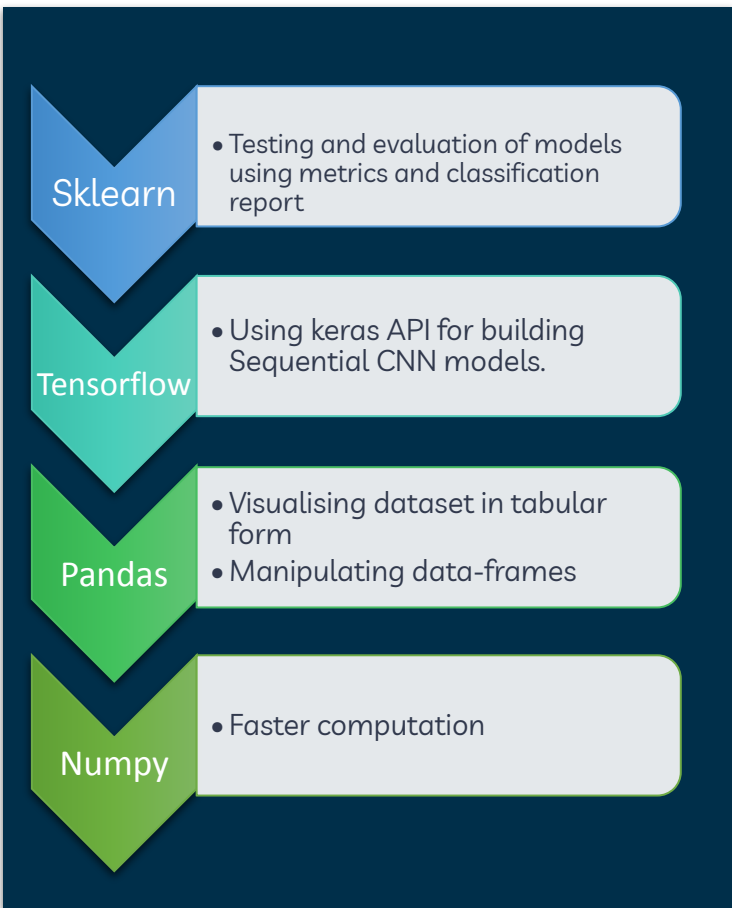 Sklearn
• Testing and evaluation of models
using metrics and classification
report
Tensorflow
• Using keras API for building
Sequential CNN models.
Pandas
• Visualising dataset in tabular
form
• Manipulating data-frames
Numpy
• Faster computation